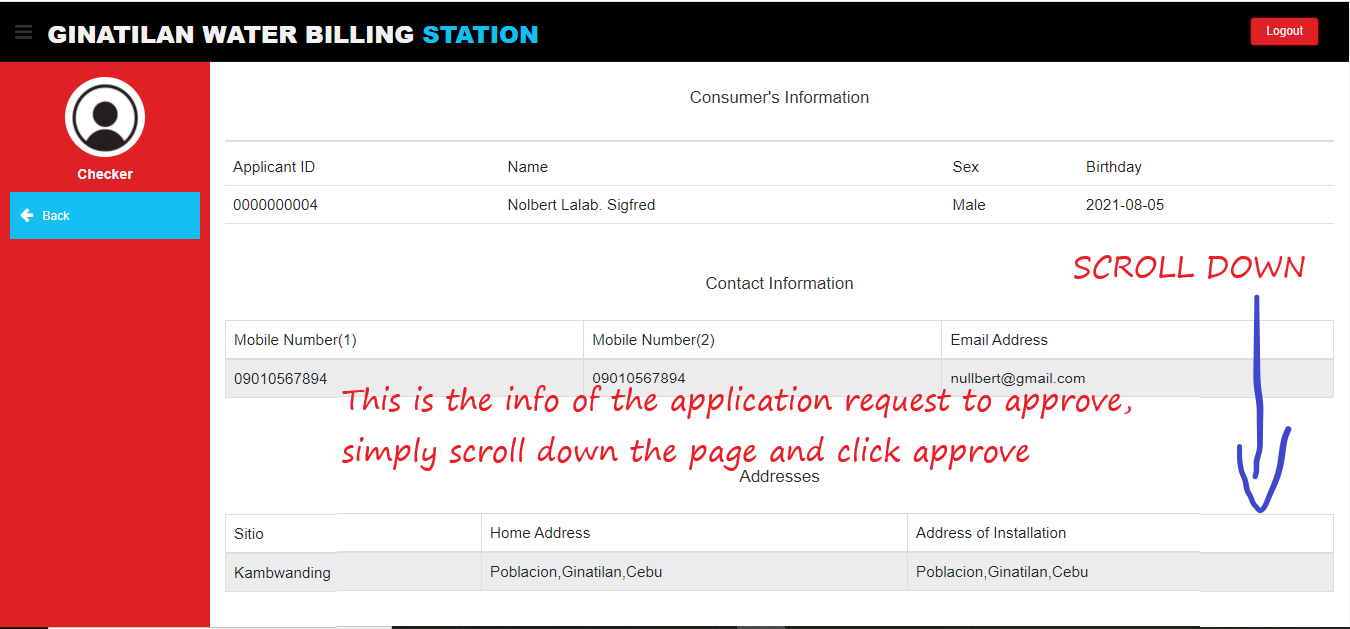 GINATILAN WATER BILLING STATION
Logout
Consumer's Information
Checker
Back
Applicant ID Name Sex Birthday
0000000004 Nolbert Lalab. Sigfred Male 2021-08-05
SCROLL DOWN
Contact Information
Mobile Number(1) Mobile Number(2) Email Address
09010567894 09010567894 nullbert@gmail.com
This is the info of the application request to approve,
simply scroll down the page and click approve
Addresses
Sitio Home Address Address of Installation
Kambwanding Poblacion,Ginatilan,Cebu Poblacion,Ginatilan,Cebu